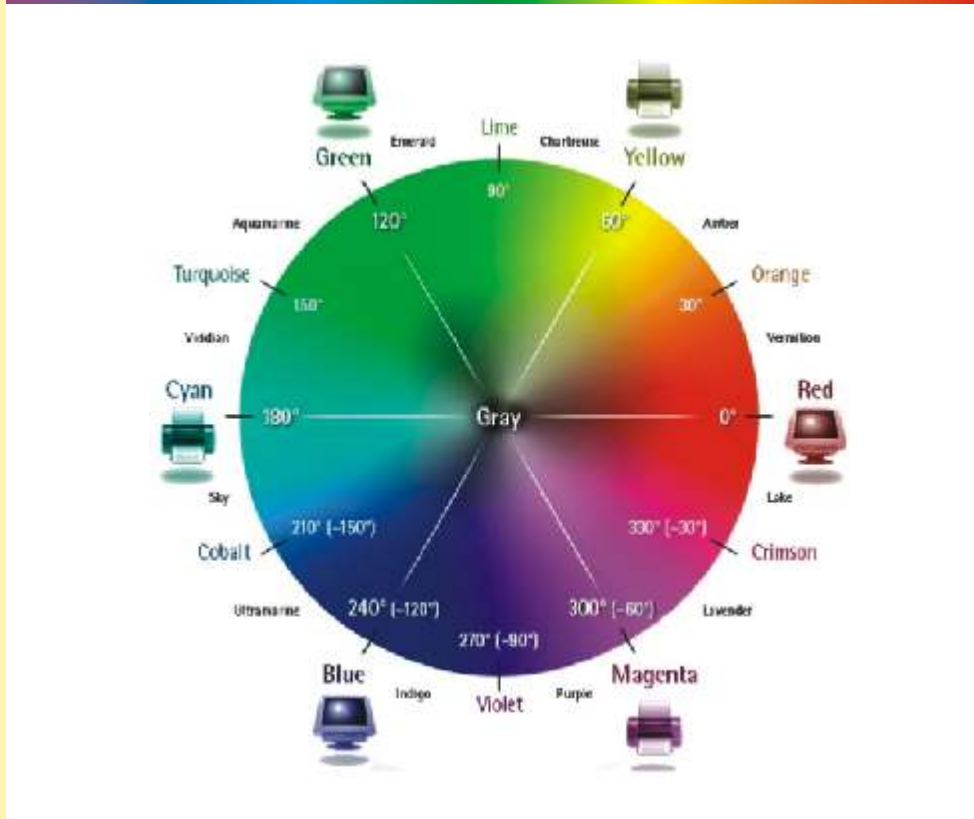 Lime
Emerald
Chartreuse
Green
Yellow
90°
120°
60°
Aquamarine
Amber
Turquoise
Orange
150°
30°
Viridian
Vermilion
Cyan
Red
180°
Gray
0°
Sky
Lake
210° (–150°)
330° (–30°)
Cobalt
Crimson
Ultramarine
240° (–120°)
300° (–60°)
Lavender
270° (–90°)
Blue
Magenta
Indigo
Violet
Purple